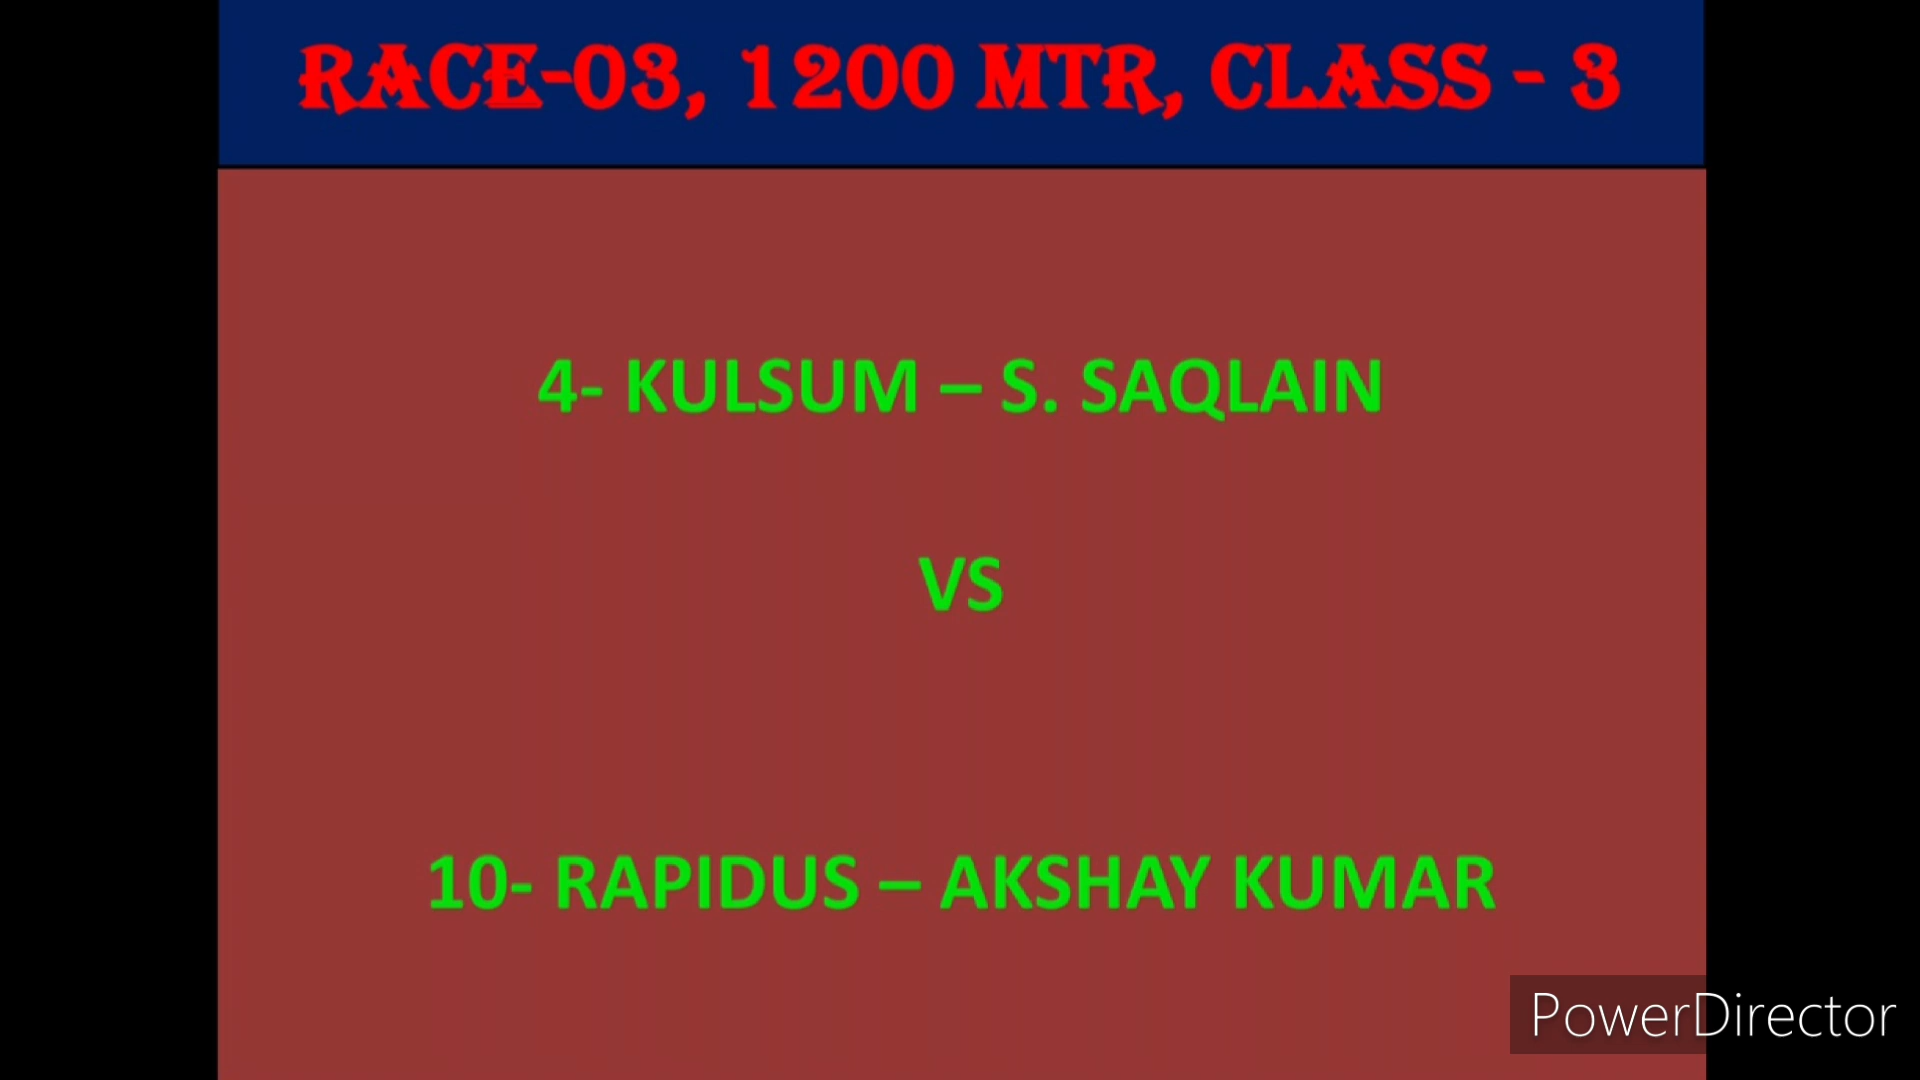 RACE-03, 1200 MTR, CLASS - 3
4- KULSUM – S. SAQLAIN
VS
10- RAPIDUS – AKSHAY KUMAR
PowerDirector